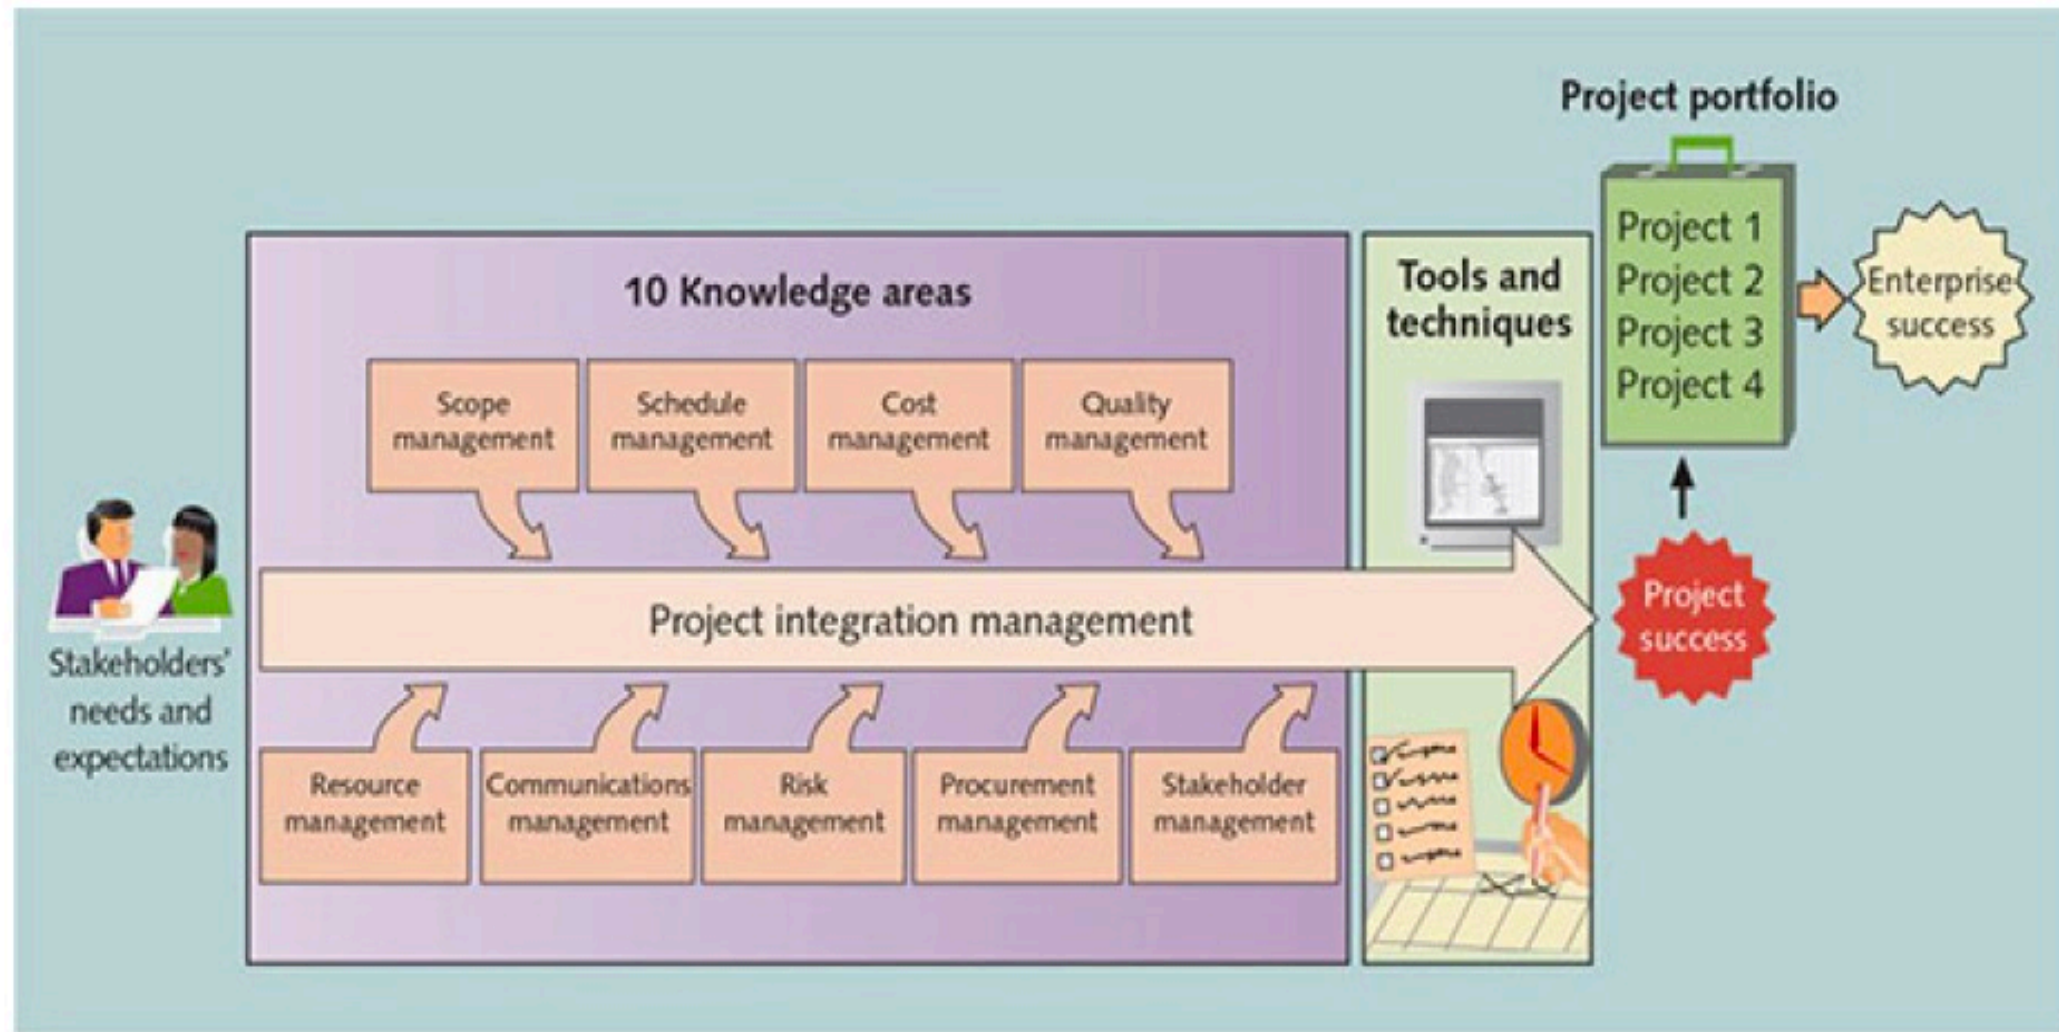 Project portfolio
Project 1
Project 2
Project 3
Project 4
Enterprise
success
10 Knowledge areas
Tools and
techniques
Scope
management
Schedule
management
Cost
management
Quality
management
Stakeholders'
needs and
expectations
Project integration management
Project
success
Resource
management
Communications
management
Risk
management
Procurement
management
Stakeholder
management